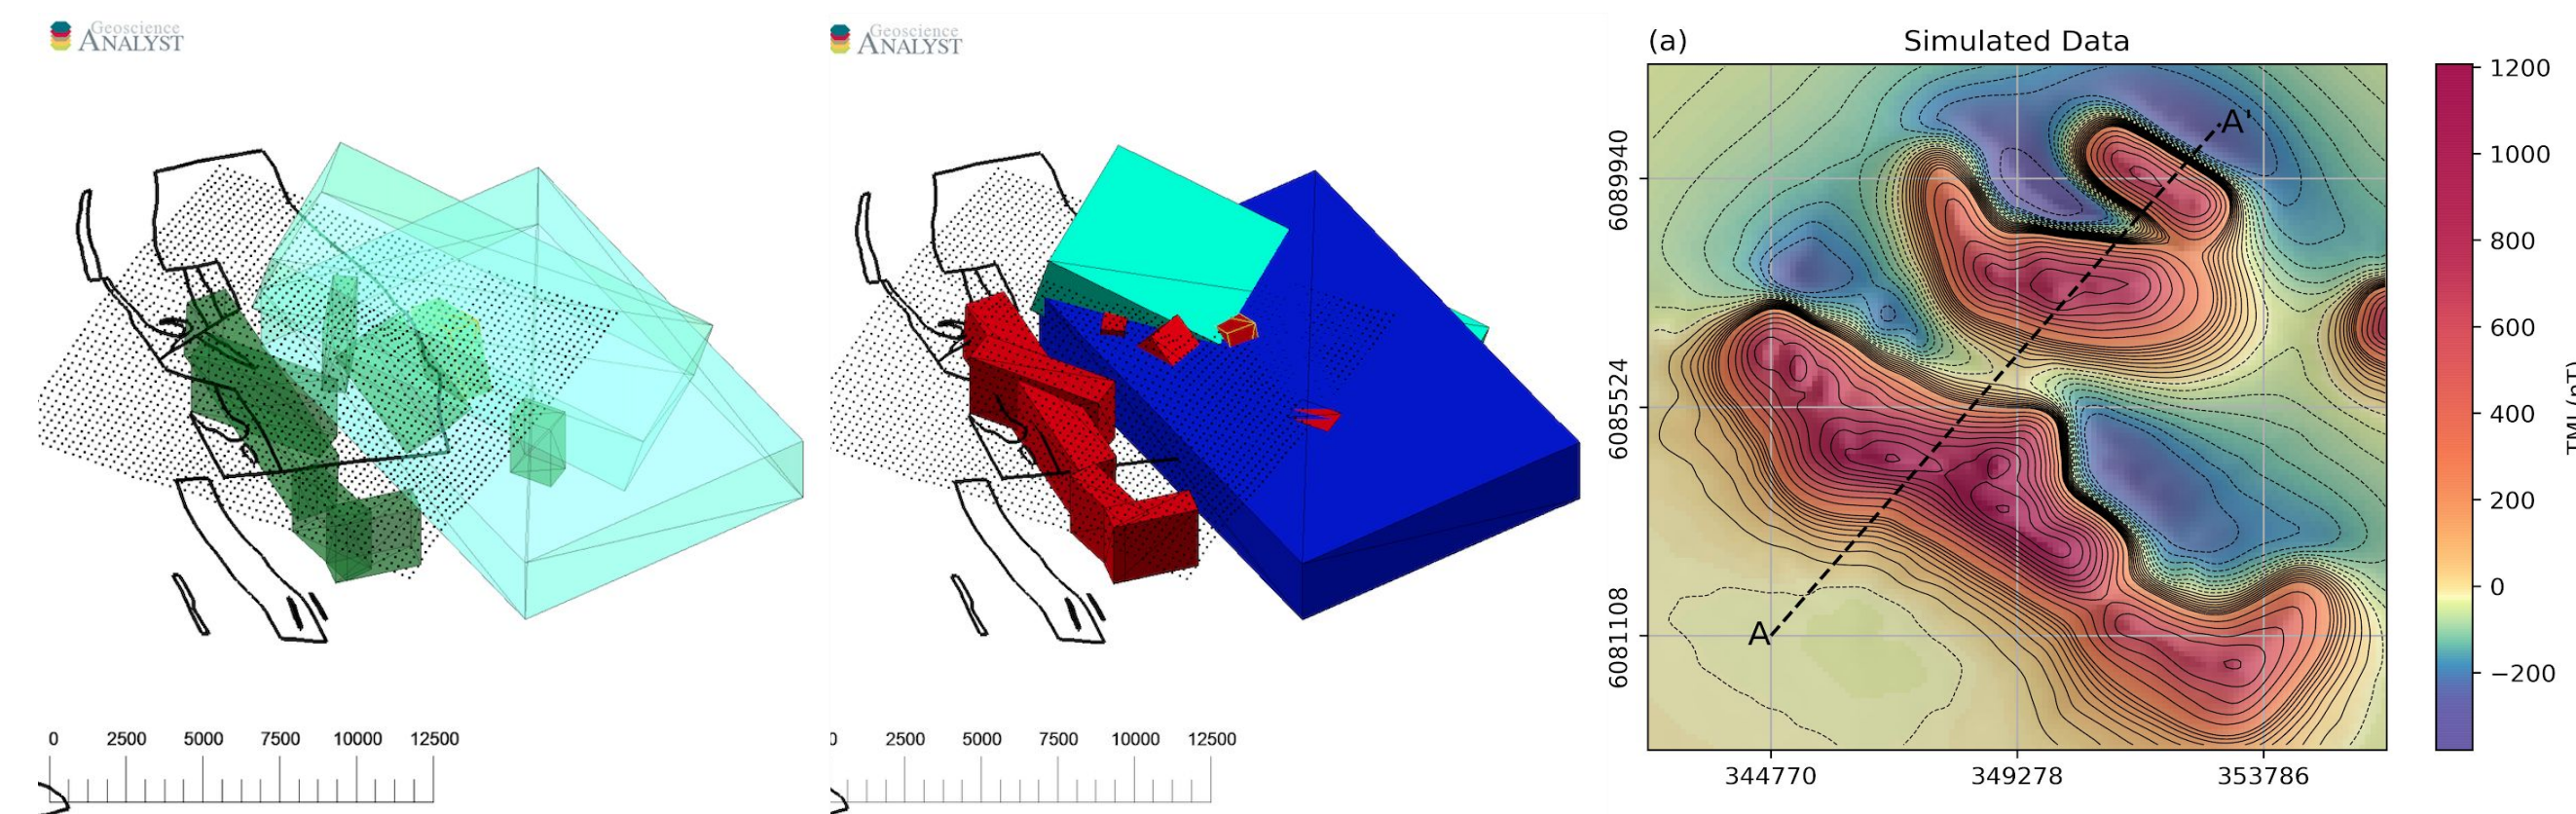 Geoscience
ANALYST
0 2500 5000 7500 10000 12500
Geoscience
ANALYST
0 2500 5000 7500 10000 12500
(a) Simulated Data
A'
A
6089940
6085524
6081108
344770 349278 353786
1200
1000
800
600
400
200
0
−200